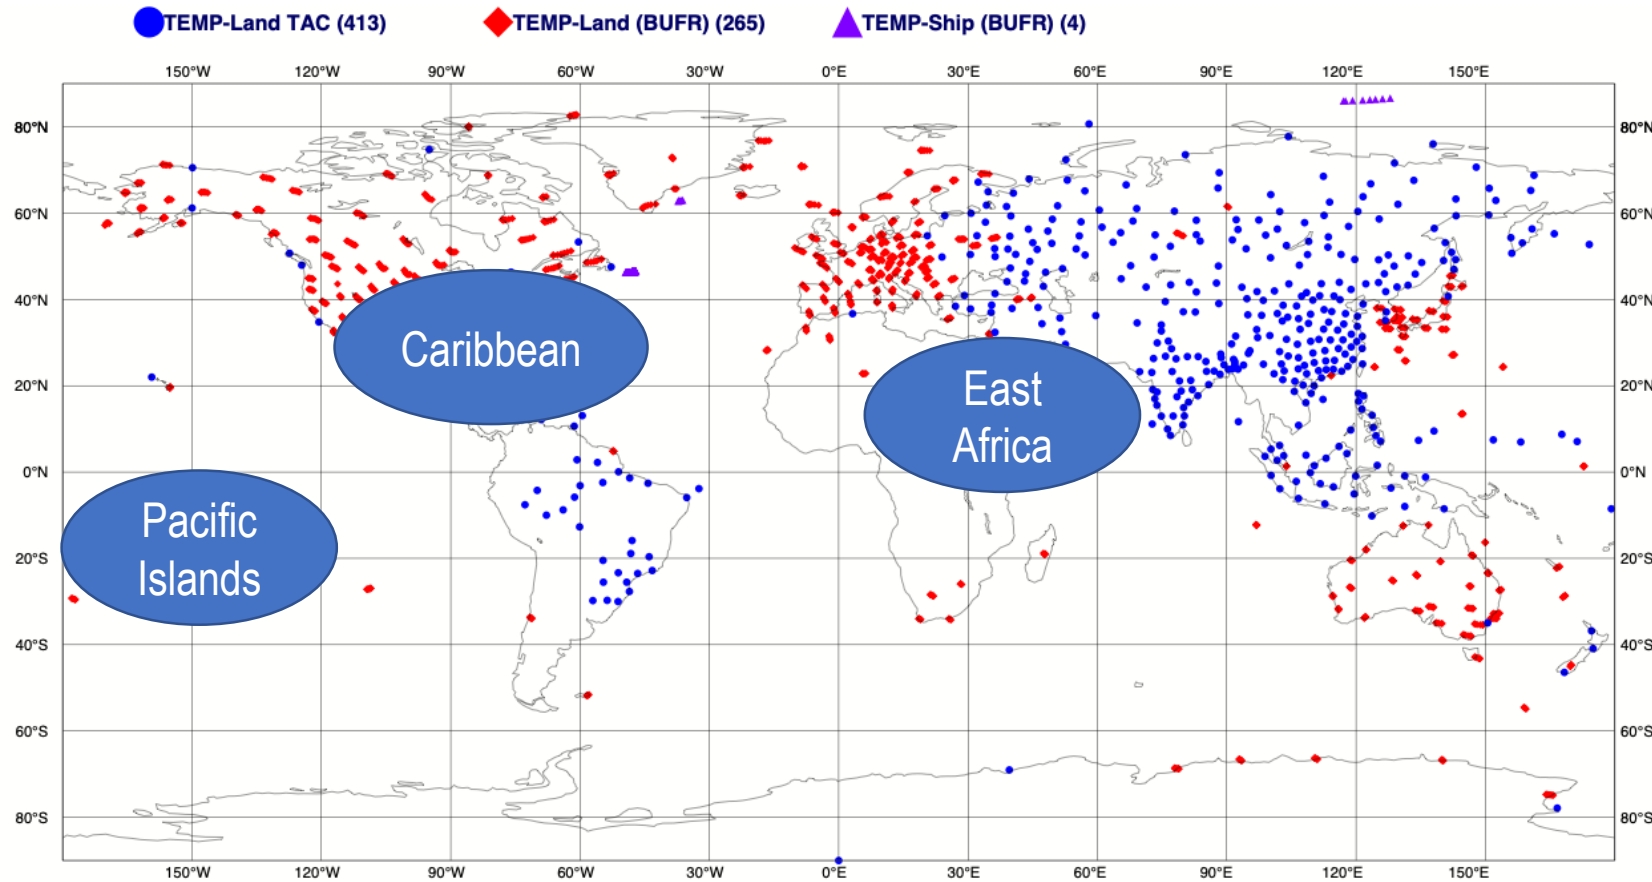 TEMP-Land TAC (413) TEMP-Land (BUFR) (265) TEMP-Ship (BUFR) (4)
150°W 120°W 90°W 60°W 30°W 0°E 30°E 60°E 90°E 120°E 150°E
80°N 80°N
60°N 60°N
40°N 40°N
Caribbean
20°N 20°N
East
Africa
0°N 0°N
Pacific
Islands
20°S 20°S
40°S 40°S
60°S 60°S
80°S 80°S
150°W 120°W 90°W 60°W 30°W 0°E 30°E 60°E 90°E 120°E 150°E